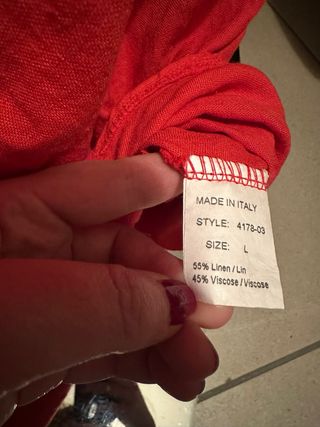 MADE IN ITALY
STYLE: 4178-03
SIZE: L
55% Linen / Lin
45% Viscose / Viscose